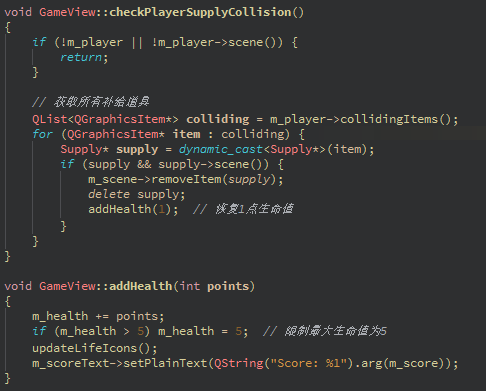 void GameView::checkPlayerSupplyCollision()
{
    if (!m_player || !m_player->scene()) {
        return;
    }
    // 获取所有补给道具
    QList<QGraphicsItem*> colliding = m_player->collidingItems();
    for (QGraphicsItem* item : colliding) {
        Supply* supply = dynamic_cast<Supply*>(item);
        if (supply && supply->scene()) {
            m_scene->removeItem(supply);
            delete supply;
            addHealth(1);  // 恢复1点生命值
        }
    }
}
void GameView::addHealth(int points)
{
    m_health += points;
    if (m_health > 5) m_health = 5;  // 限制最大生命值为5
    updateLifeIcons();
    m_scoreText->setPlainText(QString("Score: %1").arg(m_score));
}